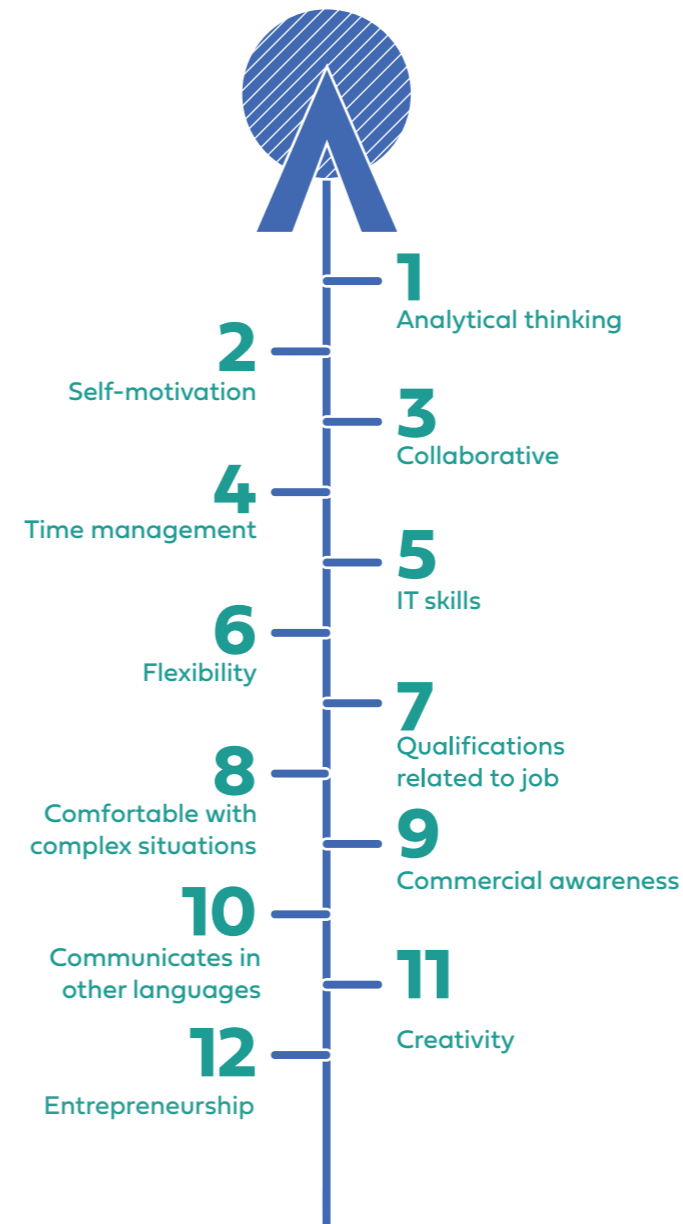 1
Analytical thinking
2
Self-motivation
3
Collaborative
4
Time management
5
IT skills
6
Flexibility
7
Qualifications
related to job
8
Comfortable with
complex situations
9
Commercial awareness
10
Communicates in
other languages
11
Creativity
12
Entrepreneurship